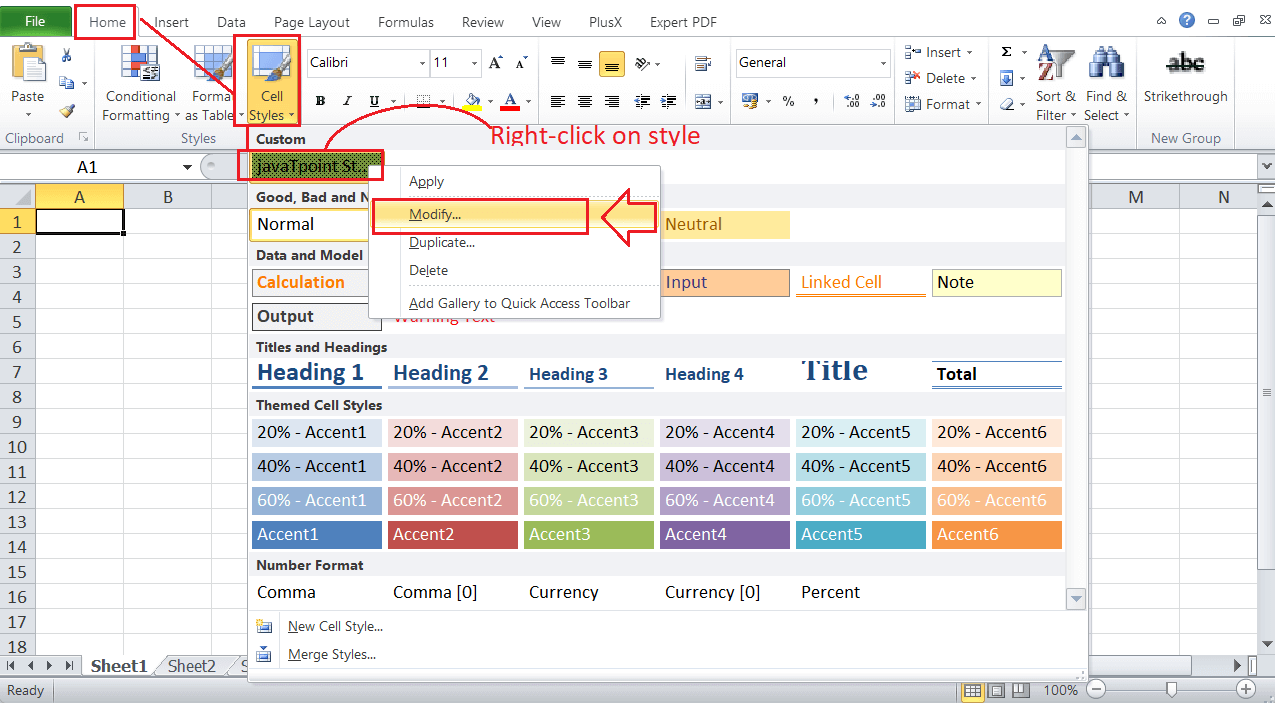 File Home Insert Data Page Layout Formulas Review View PlusX Expert PDF
Calibri 11 General
Insert
Delete
Format
Σ
abc
Paste
Conditional Formatting
Format as Table
Cell Styles
B I U A % ,
Sort & Filter
Find & Select
Strikethrough
Clipboard Styles New Group
Custom
Right-click on style
A1
javaTpoint St...
Apply
Modify...
Duplicate...
Delete
Add Gallery to Quick Access Toolbar
Good, Bad and N
Normal Neutral
Data and Model
Calculation Input Linked Cell Note
Output Warning Text
Titles and Headings
Heading 1 Heading 2 Heading 3 Heading 4 Title Total
Themed Cell Styles
20% - Accent1 20% - Accent2 20% - Accent3 20% - Accent4 20% - Accent5 20% - Accent6
40% - Accent1 40% - Accent2 40% - Accent3 40% - Accent4 40% - Accent5 40% - Accent6
60% - Accent1 60% - Accent2 60% - Accent3 60% - Accent4 60% - Accent5 60% - Accent6
Accent1 Accent2 Accent3 Accent4 Accent5 Accent6
Number Format
Comma Comma [0] Currency Currency [0] Percent
New Cell Style...
Merge Styles...
A B M N
1
2
3
4
5
6
7
8
9
10
11
12
13
14
15
16
17
18
Sheet1 Sheet2 S
Ready 100%